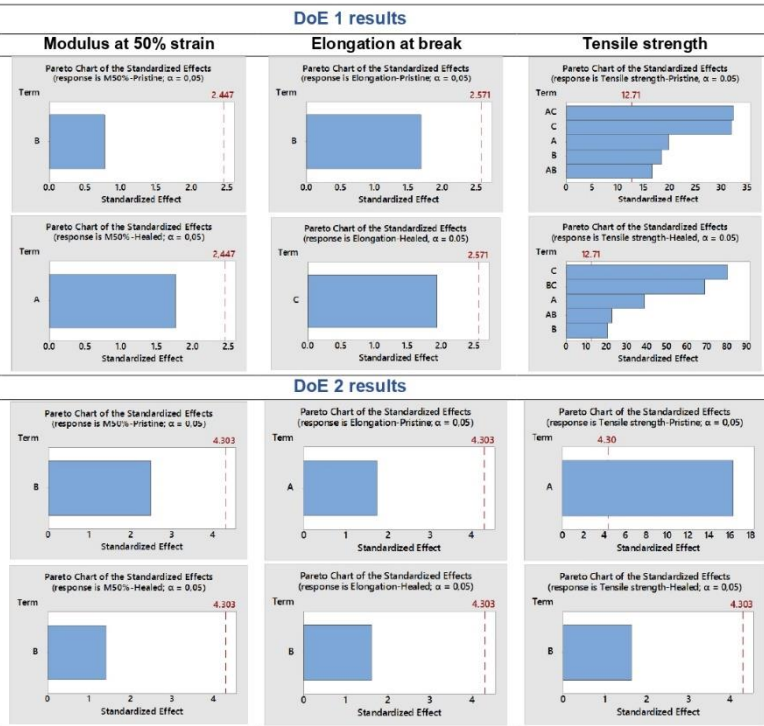 DoE 1 results
Modulus at 50% strain Elongation at break Tensile strength
Pareto Chart of the Standardized Effects
(response is M50%-Pristine; α = 0,05)
Term
2.447
B
0.0 0.5 1.0 1.5 2.0 2.5
Standardized Effect
Pareto Chart of the Standardized Effects
(response is Elongation-Pristine; α = 0,05)
Term
2.571
B
0.0 0.5 1.0 1.5 2.0 2.5
Standardized Effect
Pareto Chart of the Standardized Effects
(response is Tensile strength-Pristine, α = 0.05)
Term
12.71
AC
C
A
B
AB
0 5 10 15 20 25 30 35
Standardized Effect
Pareto Chart of the Standardized Effects
(response is M50%-Healed; α = 0,05)
Term
2,447
A
0.0 0.5 1.0 1.5 2.0 2.5
Standardized Effect
Pareto Chart of the Standardized Effects
(response is Elongation-Healed, α = 0.05)
Term
2.571
C
0.0 0.5 1.0 1.5 2.0 2.5
Standardized Effect
Pareto Chart of the Standardized Effects
(response is Tensile strength-Healed, α = 0.05)
Term
12.71
C
BC
A
AB
B
0 10 20 30 40 50 60 70 80 90
Standardized Effect
DoE 2 results
Pareto Chart of the Standardized Effects
(response is M50%-Pristine; α = 0,05)
Term
4.303
B
0 1 2 3 4
Standardized Effect
Pareto Chart of the Standardized Effects
(response is Elongation-Pristine; α = 0,05)
Term
4.303
A
0 1 2 3 4
Standardized Effect
Pareto Chart of the Standardized Effects
(response is Tensile strength-Pristine; α = 0,05)
Term
4.30
A
0 2 4 6 8 10 12 14 16 18
Standardized Effect
Pareto Chart of the Standardized Effects
(response is M50%-Healed; α = 0,05)
Term
4.303
B
0 1 2 3 4
Standardized Effect
Pareto Chart of the Standardized Effects
(response is Elongation-Healed; α = 0,05)
Term
4.303
B
0 1 2 3 4
Standardized Effect
Pareto Chart of the Standardized Effects
(response is Tensile strength-Healed; α = 0,05)
Term
4.303
B
0 1 2 3 4
Standardized Effect